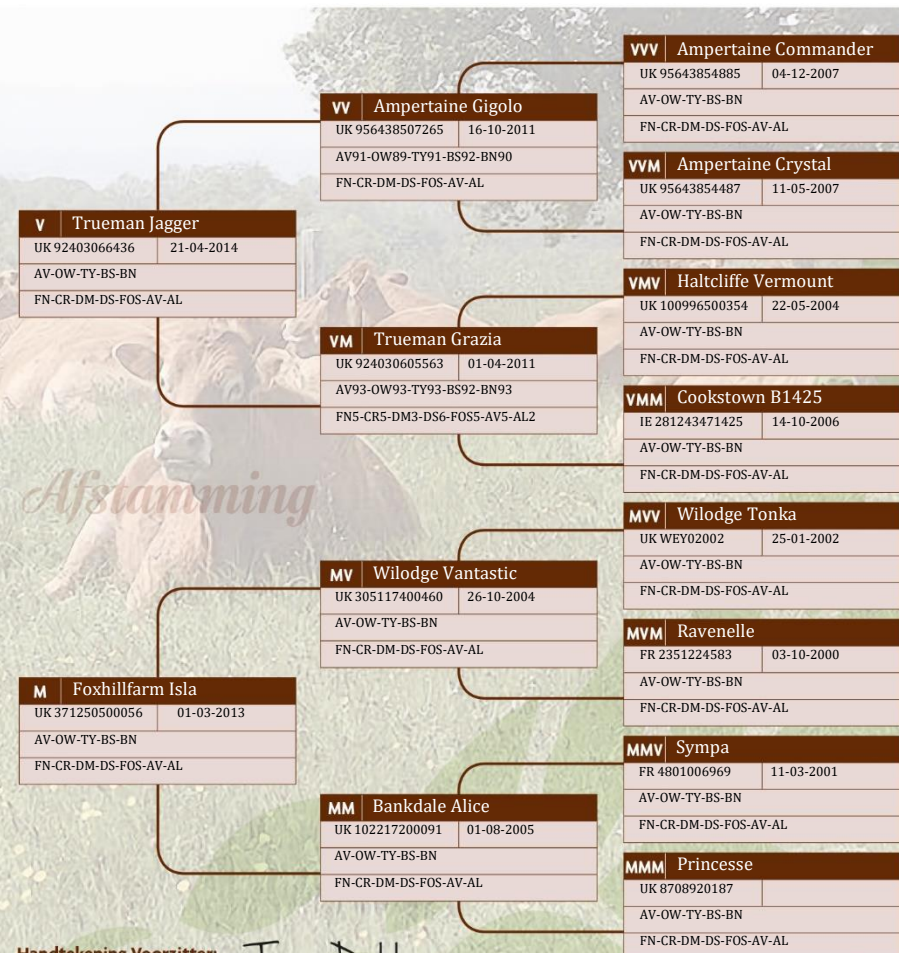 VVV Ampertaine Commander
UK 95643854885 04-12-2007
AV-OW-TY-BS-BN
FN-CR-DM-DS-FOS-AV-AL
VV Ampertaine Gigolo
UK 956438507265 16-10-2011
AV91-OW89-TY91-BS92-BN90
FN-CR-DM-DS-FOS-AV-AL
VVM Ampertaine Crystal
UK 95643854487 11-05-2007
AV-OW-TY-BS-BN
FN-CR-DM-DS-FOS-AV-AL
V Trueman Jagger
UK 92403066436 21-04-2014
AV-OW-TY-BS-BN
FN-CR-DM-DS-FOS-AV-AL
VMV Haltcliffe Vermount
UK 100996500354 22-05-2004
AV-OW-TY-BS-BN
FN-CR-DM-DS-FOS-AV-AL
VM Trueman Grazia
UK 924030605563 01-04-2011
AV93-OW93-TY93-BS92-BN93
FN5-CR5-DM3-DS6-FOS5-AV5-AL2
VMM Cookstown B1425
IE 281243471425 14-10-2006
AV-OW-TY-BS-BN
FN-CR-DM-DS-FOS-AV-AL
Afstamming
MVV Wilodge Tonka
UK WEY02002 25-01-2002
AV-OW-TY-BS-BN
FN-CR-DM-DS-FOS-AV-AL
MV Wilodge Vantastic
UK 305117400460 26-10-2004
AV-OW-TY-BS-BN
FN-CR-DM-DS-FOS-AV-AL
MVM Ravenelle
FR 2351224583 03-10-2000
AV-OW-TY-BS-BN
FN-CR-DM-DS-FOS-AV-AL
M Foxhillfarm Isla
UK 371250500056 01-03-2013
AV-OW-TY-BS-BN
FN-CR-DM-DS-FOS-AV-AL
MMV Sympa
FR 4801006969 11-03-2001
AV-OW-TY-BS-BN
FN-CR-DM-DS-FOS-AV-AL
MM Bankdale Alice
UK 102217200091 01-08-2005
AV-OW-TY-BS-BN
FN-CR-DM-DS-FOS-AV-AL
MMM Princesse
UK 8708920187
AV-OW-TY-BS-BN
FN-CR-DM-DS-FOS-AV-AL
Handtekening Voorzitter: